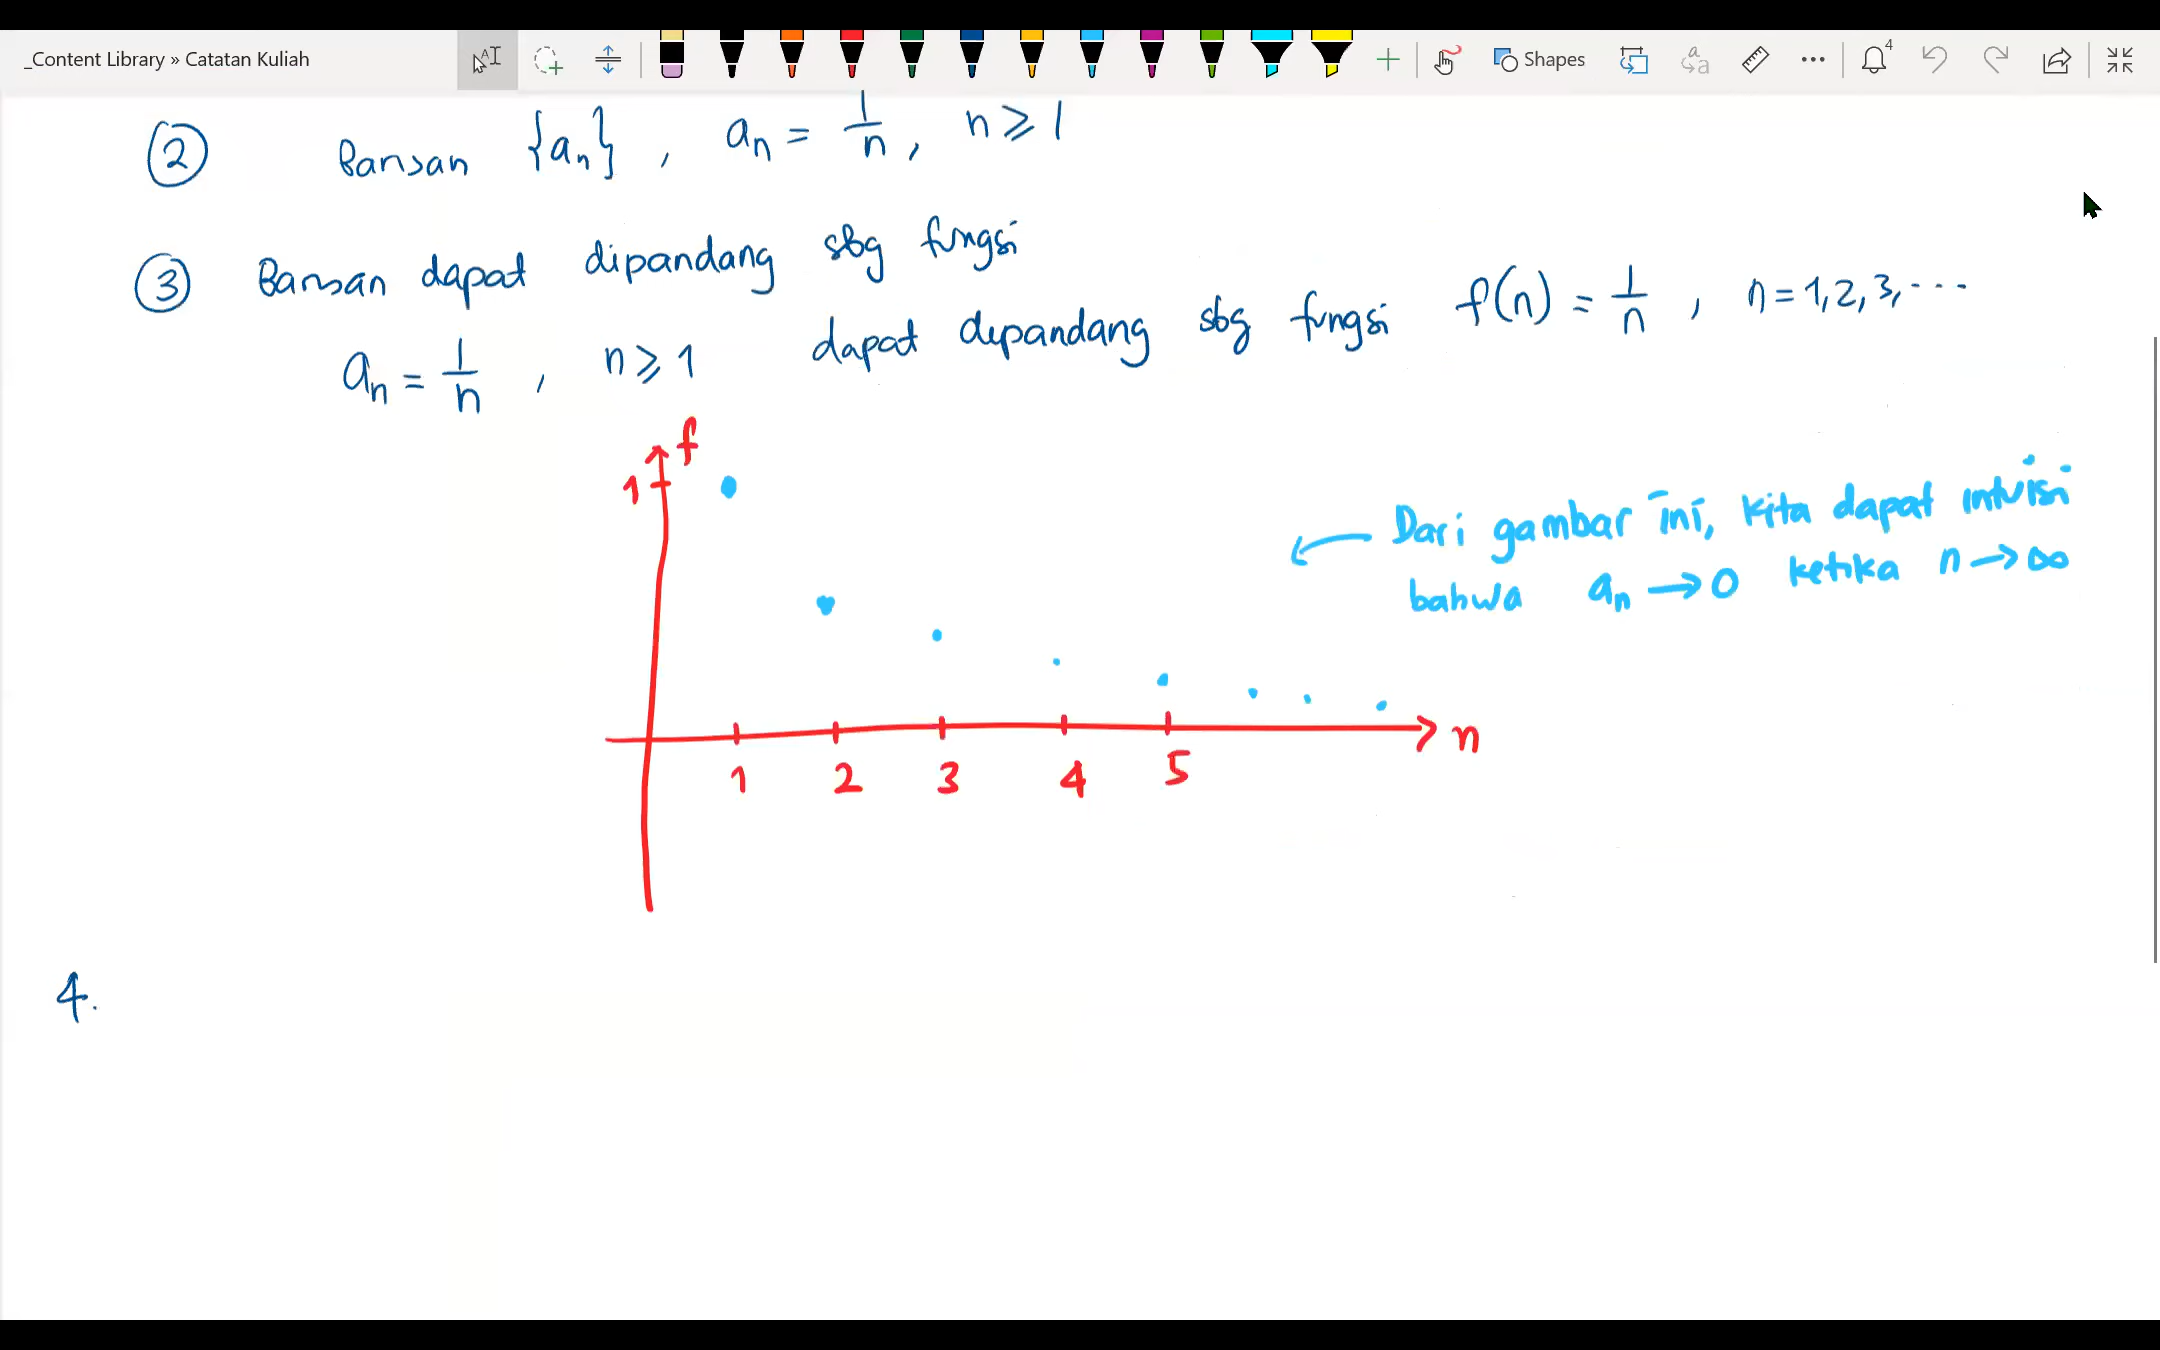 _Content Library » Catatan Kuliah
Shapes
4
② Barisan {aₙ} , aₙ = 1/n , n ≥ 1
③ Barisan dapat dipandang sbg fungsi
aₙ = 1/n , n ≥ 1 dapat dipandang sbg fungsi f(n) = 1/n , n = 1, 2, 3, ...
f
1
Dari gambar ini, kita dapat intuisi
bahwa aₙ → 0 ketika n → ∞
n
1 2 3 4 5
4.